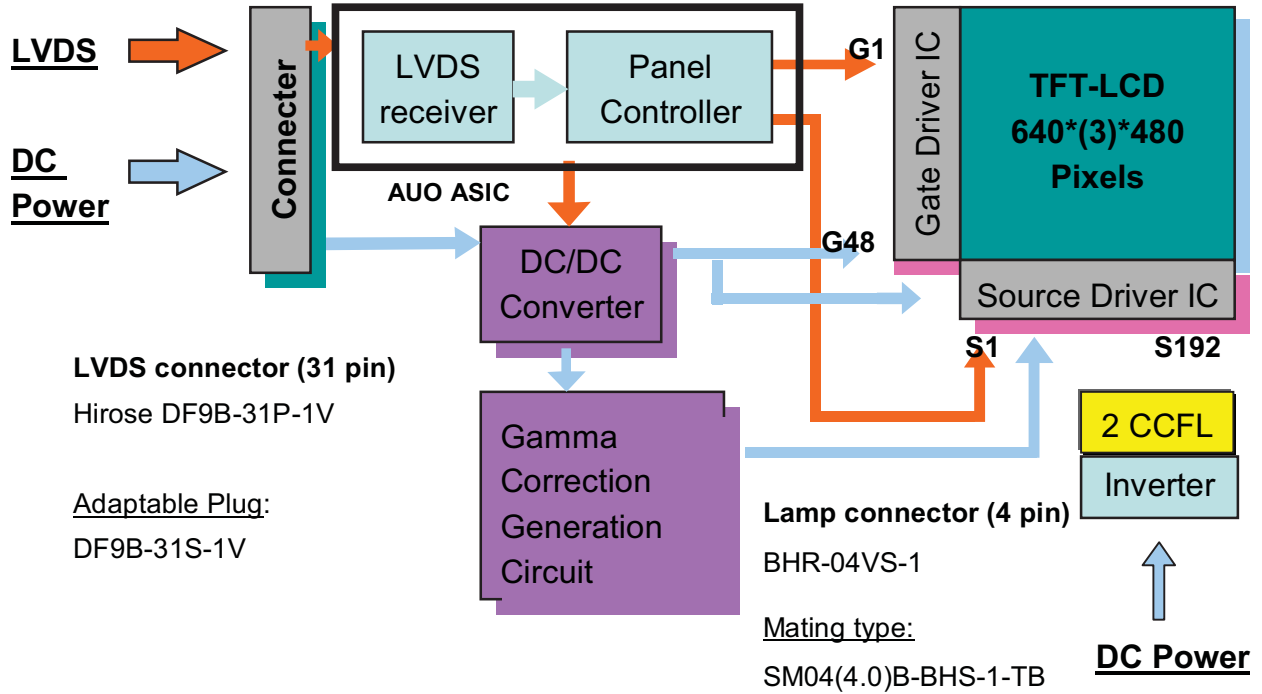 LVDS
DC
Power
Connecter
LVDS
receiver
Panel
Controller
AUO ASIC
G1
G48
Gate Driver IC
TFT-LCD
640*(3)*480
Pixels
Source Driver IC
S1
S192
DC/DC
Converter
Gamma
Correction
Generation
Circuit
LVDS connector (31 pin)
Hirose DF9B-31P-1V
Adaptable Plug:
DF9B-31S-1V
2 CCFL
Inverter
Lamp connector (4 pin)
BHR-04VS-1
Mating type:
SM04(4.0)B-BHS-1-TB
DC Power